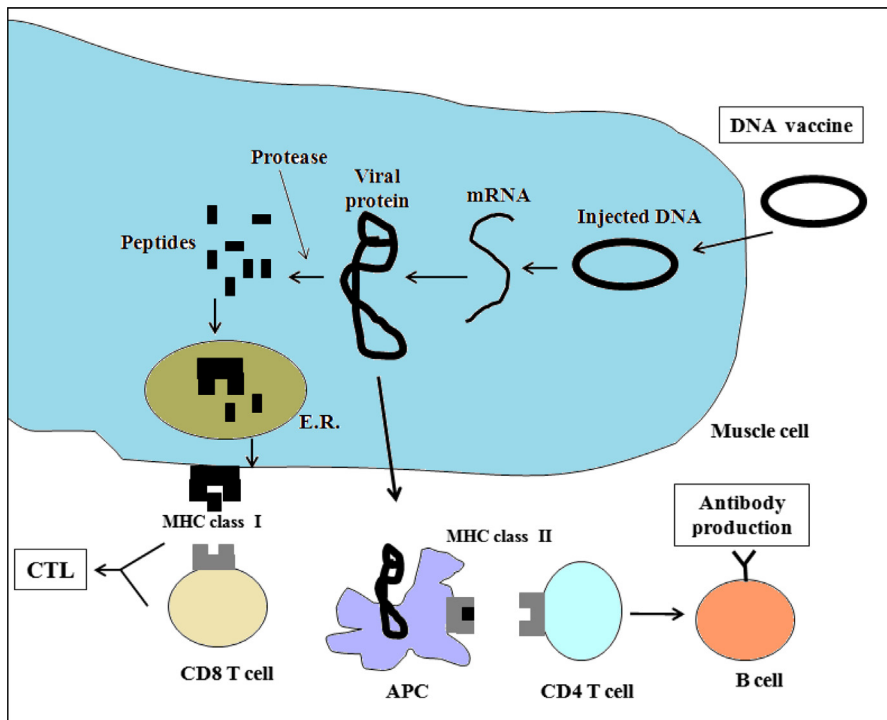 DNA vaccine
Protease
Viral
protein
mRNA
Injected DNA
Peptides
E.R.
Muscle cell
MHC class I
MHC class II
Antibody
production
CTL
CD8 T cell
APC
CD4 T cell
B cell